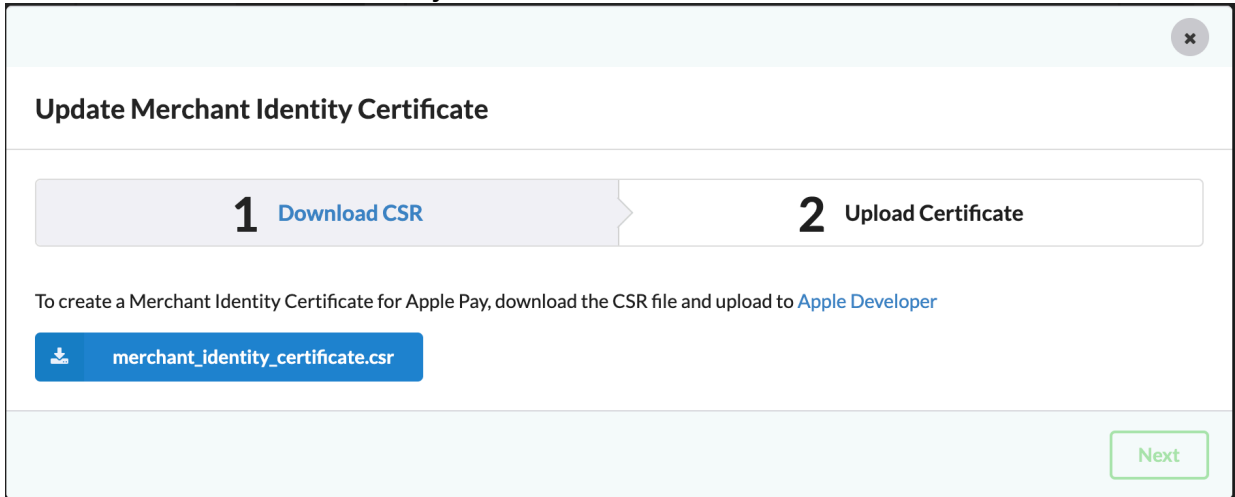 Update Merchant Identity Certificate
1 Download CSR
2 Upload Certificate
To create a Merchant Identity Certificate for Apple Pay, download the CSR file and upload to Apple Developer
merchant_identity_certificate.csr
Next